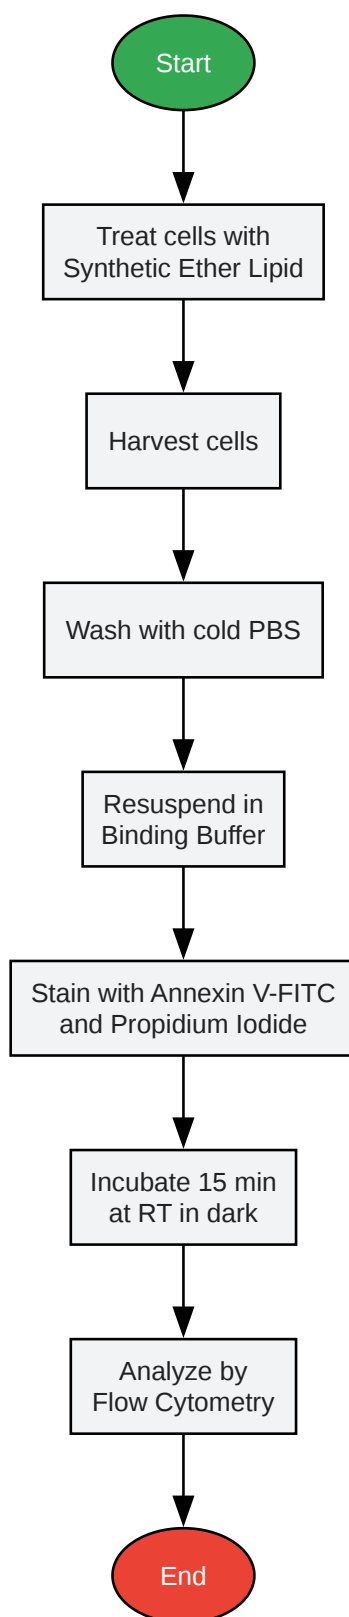 Start
Treat cells with
Synthetic Ether Lipid
Harvest cells
Wash with cold PBS
Resuspend in
Binding Buffer
Stain with Annexin V-FITC
and Propidium Iodide
Incubate 15 min
at RT in dark
Analyze by
Flow Cytometry
End